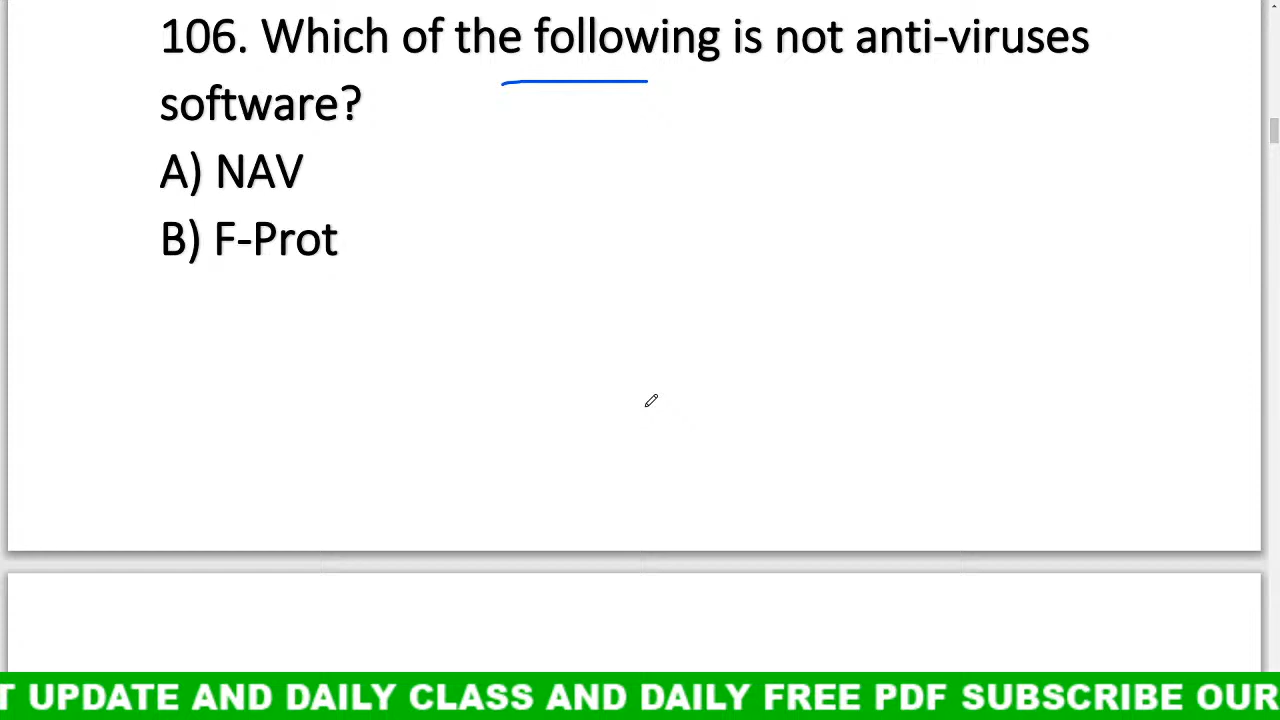 106. Which of the following is not anti-viruses
software?
A) NAV
B) F-Prot
T UPDATE AND DAILY CLASS AND DAILY FREE PDF SUBSCRIBE OUR